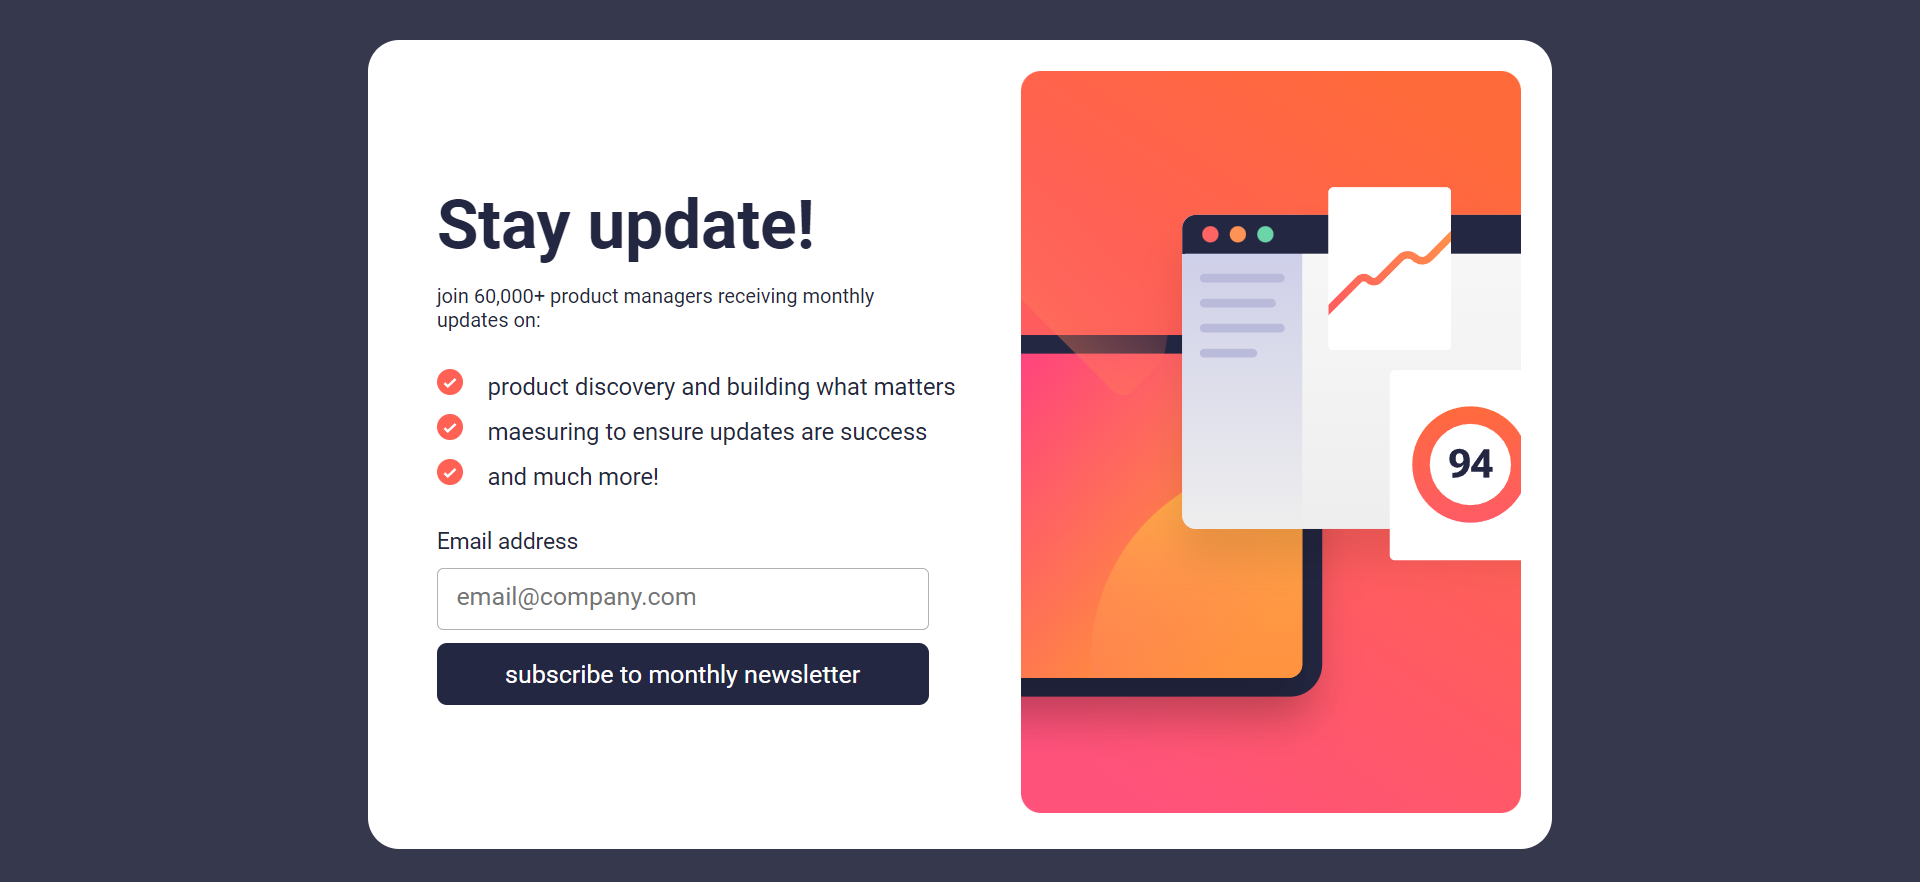 Stay update!
join 60,000+ product managers receiving monthly
updates on:
product discovery and building what matters
maesuring to ensure updates are success
and much more!
Email address
email@company.com
subscribe to monthly newsletter
94